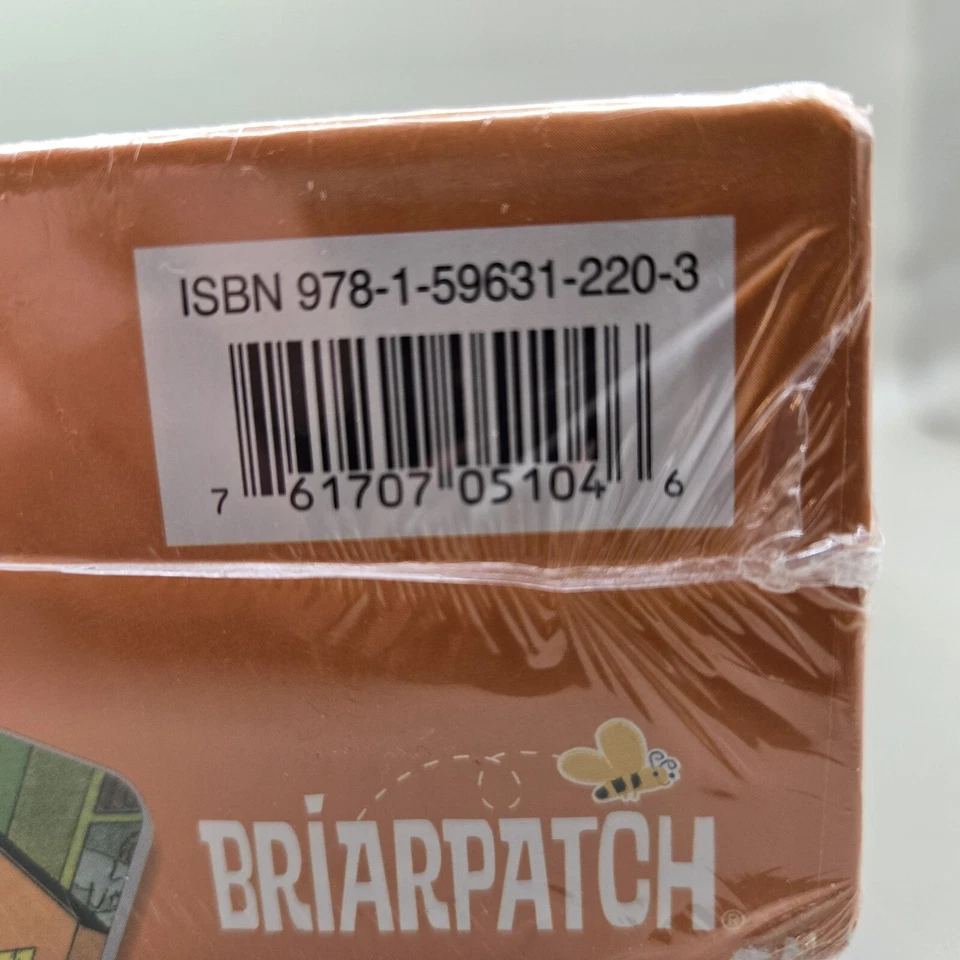 ISBN 978-1-59631-220-3
7 61707 05104 6
BRIARPATCH®